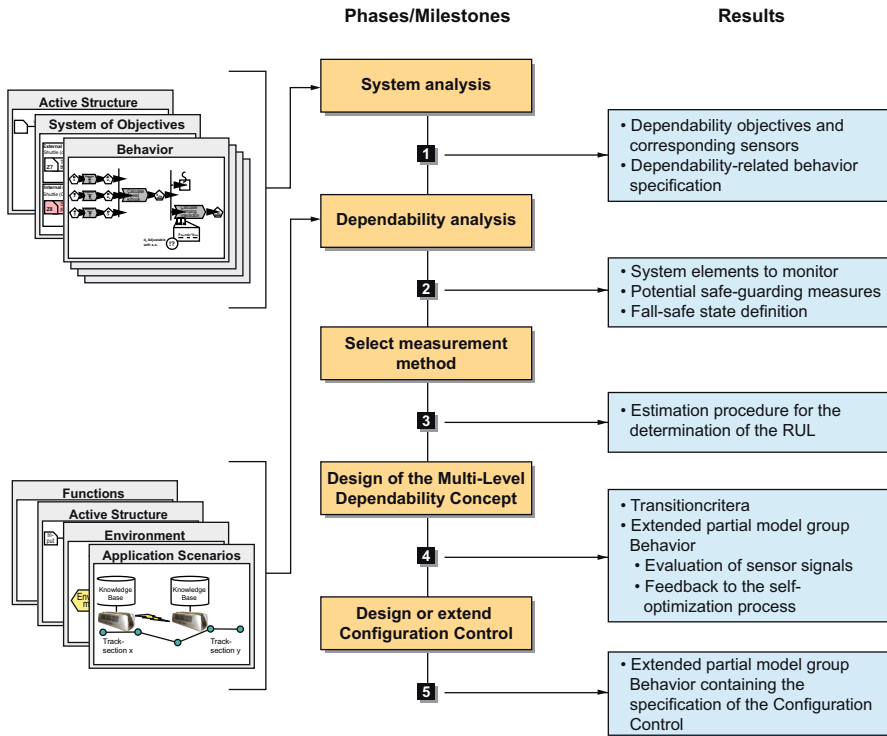 Phases/Milestones
Results
System analysis
Active Structure
System of Objectives
Behavior
1
• Dependability objectives and
corresponding sensors
• Dependability-related behavior
specification
Dependability analysis
2
• System elements to monitor
• Potential safe-guarding measures
• Fall-safe state definition
Select measurement
method
3
• Estimation procedure for the
determination of the RUL
Functions
Active Structure
Environment
Application Scenarios
Knowledge
Base
Knowledge
Base
Track-
section x
Track-
section y
Design of the Multi-Level
Dependability Concept
4
• Transitioncritera
• Extended partial model group
Behavior
• Evaluation of sensor signals
• Feedback to the self-
optimization process
Design or extend
Configuration Control
5
• Extended partial model group
Behavior containing the
specification of the Configuration
Control